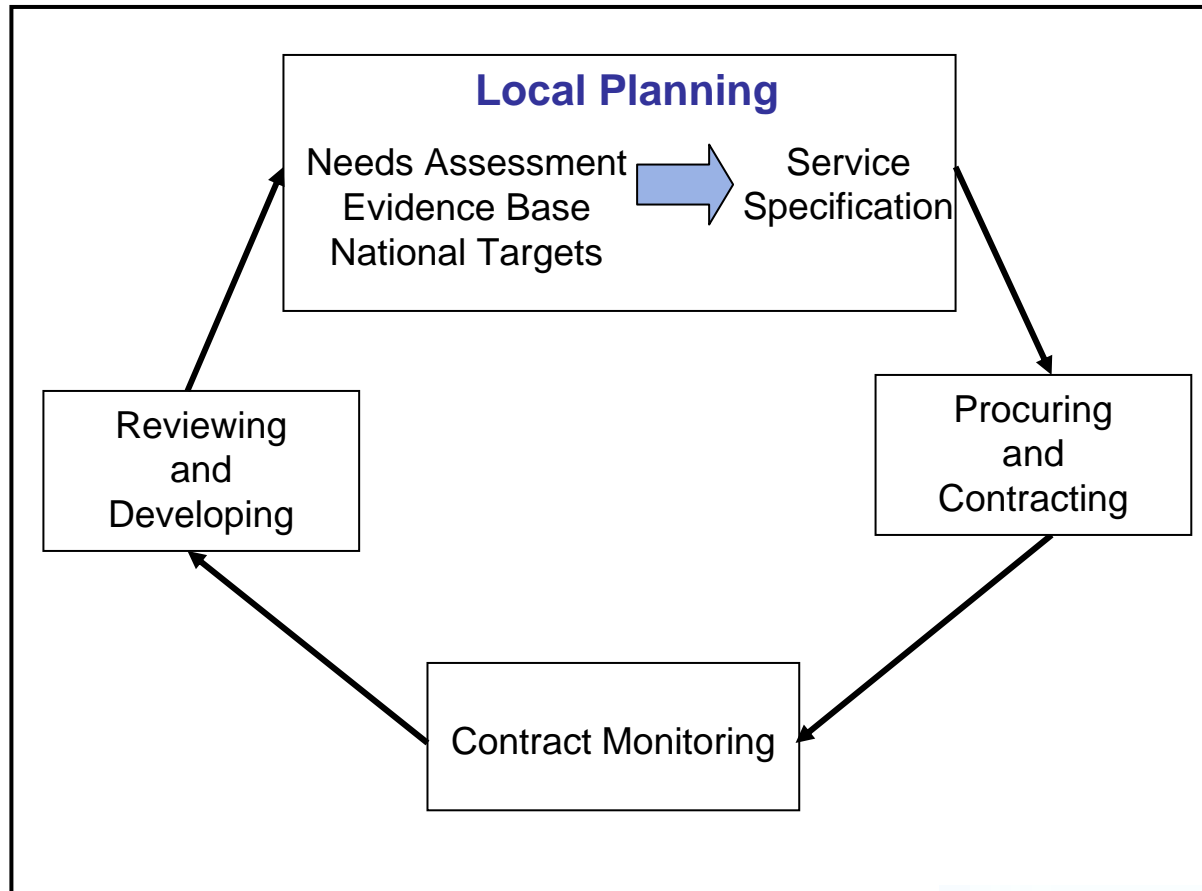 Local Planning
Needs Assessment
Evidence Base
National Targets
Service
Specification
Procuring
and
Contracting
Contract Monitoring
Reviewing
and
Developing